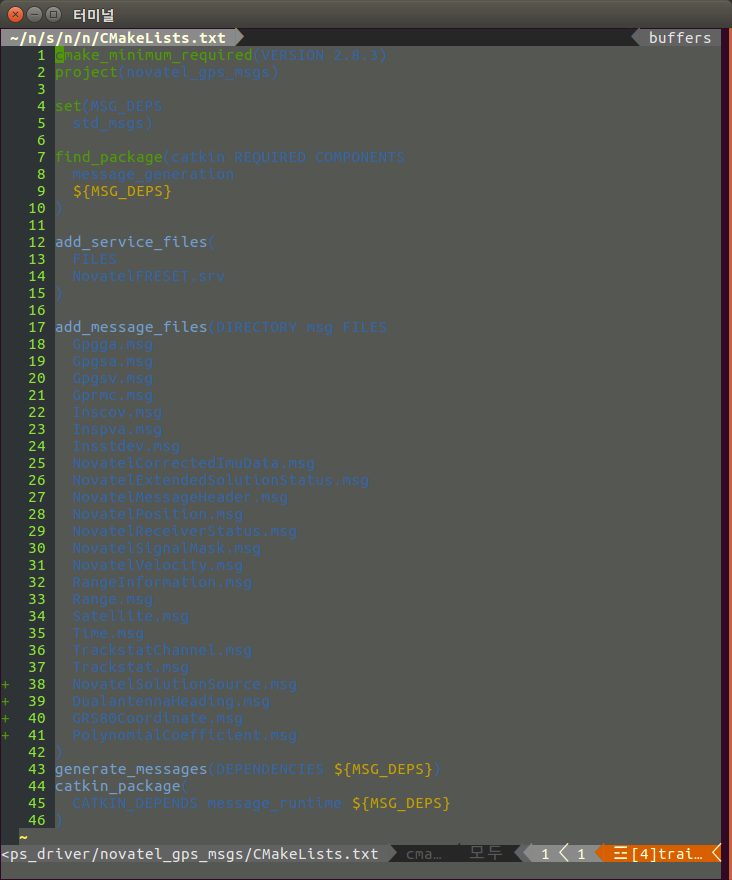 터미널
~/n/s/n/n/CMakeLists.txt buffers
1 cmake_minimum_required(VERSION 2.8.3)
2 project(novatel_gps_msgs)
3
4 set(MSG_DEPS
5 std_msgs)
6
7 find_package(catkin REQUIRED COMPONENTS
8 message_generation
9 ${MSG_DEPS}
10 )
11
12 add_service_files(
13 FILES
14 NovatelFRESET.srv
15 )
16
17 add_message_files(DIRECTORY msg FILES
18 Gpgga.msg
19 Gpgsa.msg
20 Gpgsv.msg
21 Gprmc.msg
22 Inscov.msg
23 Inspva.msg
24 Insstdev.msg
25 NovatelCorrectedImuData.msg
26 NovatelExtendedSolutionStatus.msg
27 NovatelMessageHeader.msg
28 NovatelPosition.msg
29 NovatelReceiverStatus.msg
30 NovatelSignalMask.msg
31 NovatelVelocity.msg
32 RangeInformation.msg
33 Range.msg
34 Satellite.msg
35 Time.msg
36 TrackstatChannel.msg
37 Trackstat.msg
+ 38 NovatelSolutionSource.msg
+ 39 DualantennaHeading.msg
+ 40 GRS80Coordinate.msg
+ 41 PolynomialCoefficient.msg
42 )
43 generate_messages(DEPENDENCIES ${MSG_DEPS})
44 catkin_package(
45 CATKIN_DEPENDS message_runtime ${MSG_DEPS}
46 )
~
<ps_driver/novatel_gps_msgs/CMakeLists.txt cma… 모두 1 1 ☲[4]trai…